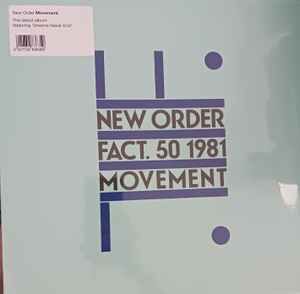 New Order Movement
The debut album
featuring 'Dreams Never End'
NEW ORDER
FACT. 50 1981
MOVEMENT